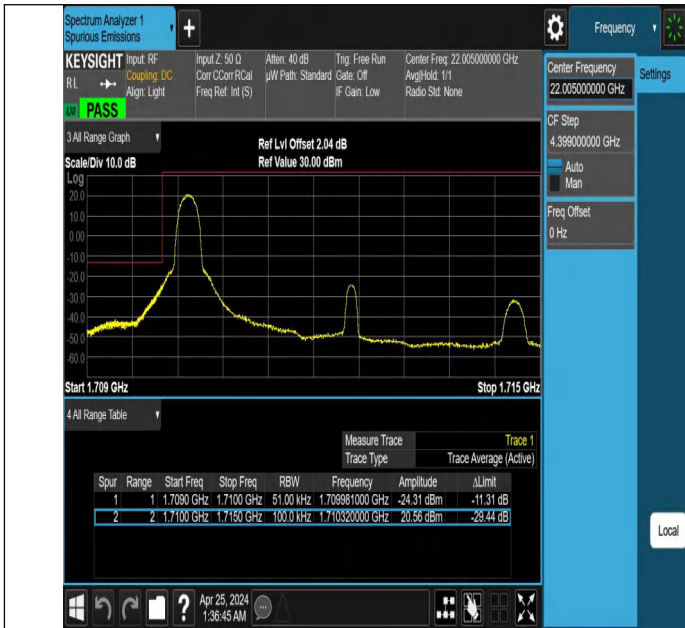 Spectrum Analyzer 1
Spurious Emissions
+
Frequency
KEYSIGHT
RL
PASS
Input: RF
Coupling: DC
Align: Light
Input Z: 50 Ω
Corr CCorr RCal
Freq Ref: Int (S)
Atten: 40 dB
µW Path: Standard
Trig: Free Run
Gate: Off
IF Gain: Low
Center Freq: 22.005000000 GHz
Avg|Hold: 1/1
Radio Std: None
Center Frequency
22.005000000 GHz
Settings
CF Step
4.399000000 GHz
Auto
Man
Freq Offset
0 Hz
3 All Range Graph
Scale/Div 10.0 dB
Ref Lvl Offset 2.04 dB
Ref Value 30.00 dBm
Log
20.0
10.0
0.00
-10.0
-20.0
-30.0
-40.0
-50.0
-60.0
Start 1.709 GHz
Stop 1.715 GHz
4 All Range Table
Measure Trace Trace 1
Trace Type Trace Average (Active)
Spur Range Start Freq Stop Freq RBW Frequency Amplitude ΔLimit
1 1 1.7090 GHz 1.7100 GHz 51.00 kHz 1.709981000 GHz -24.31 dBm -11.31 dB
2 2 1.7100 GHz 1.7150 GHz 100.0 kHz 1.710320000 GHz 20.56 dBm -29.44 dB
Local
?
Apr 25, 2024
1:36:45 AM